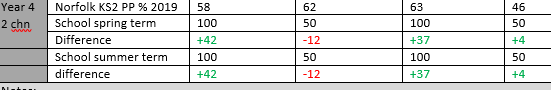 Year 4 Norfolk KS2 PP % 2019 58 62 63 46
2 chn School spring term 100 50 100 50
Difference +42 -12 +37 +4
School summer term 100 50 100 50
difference +42 -12 +37 +4